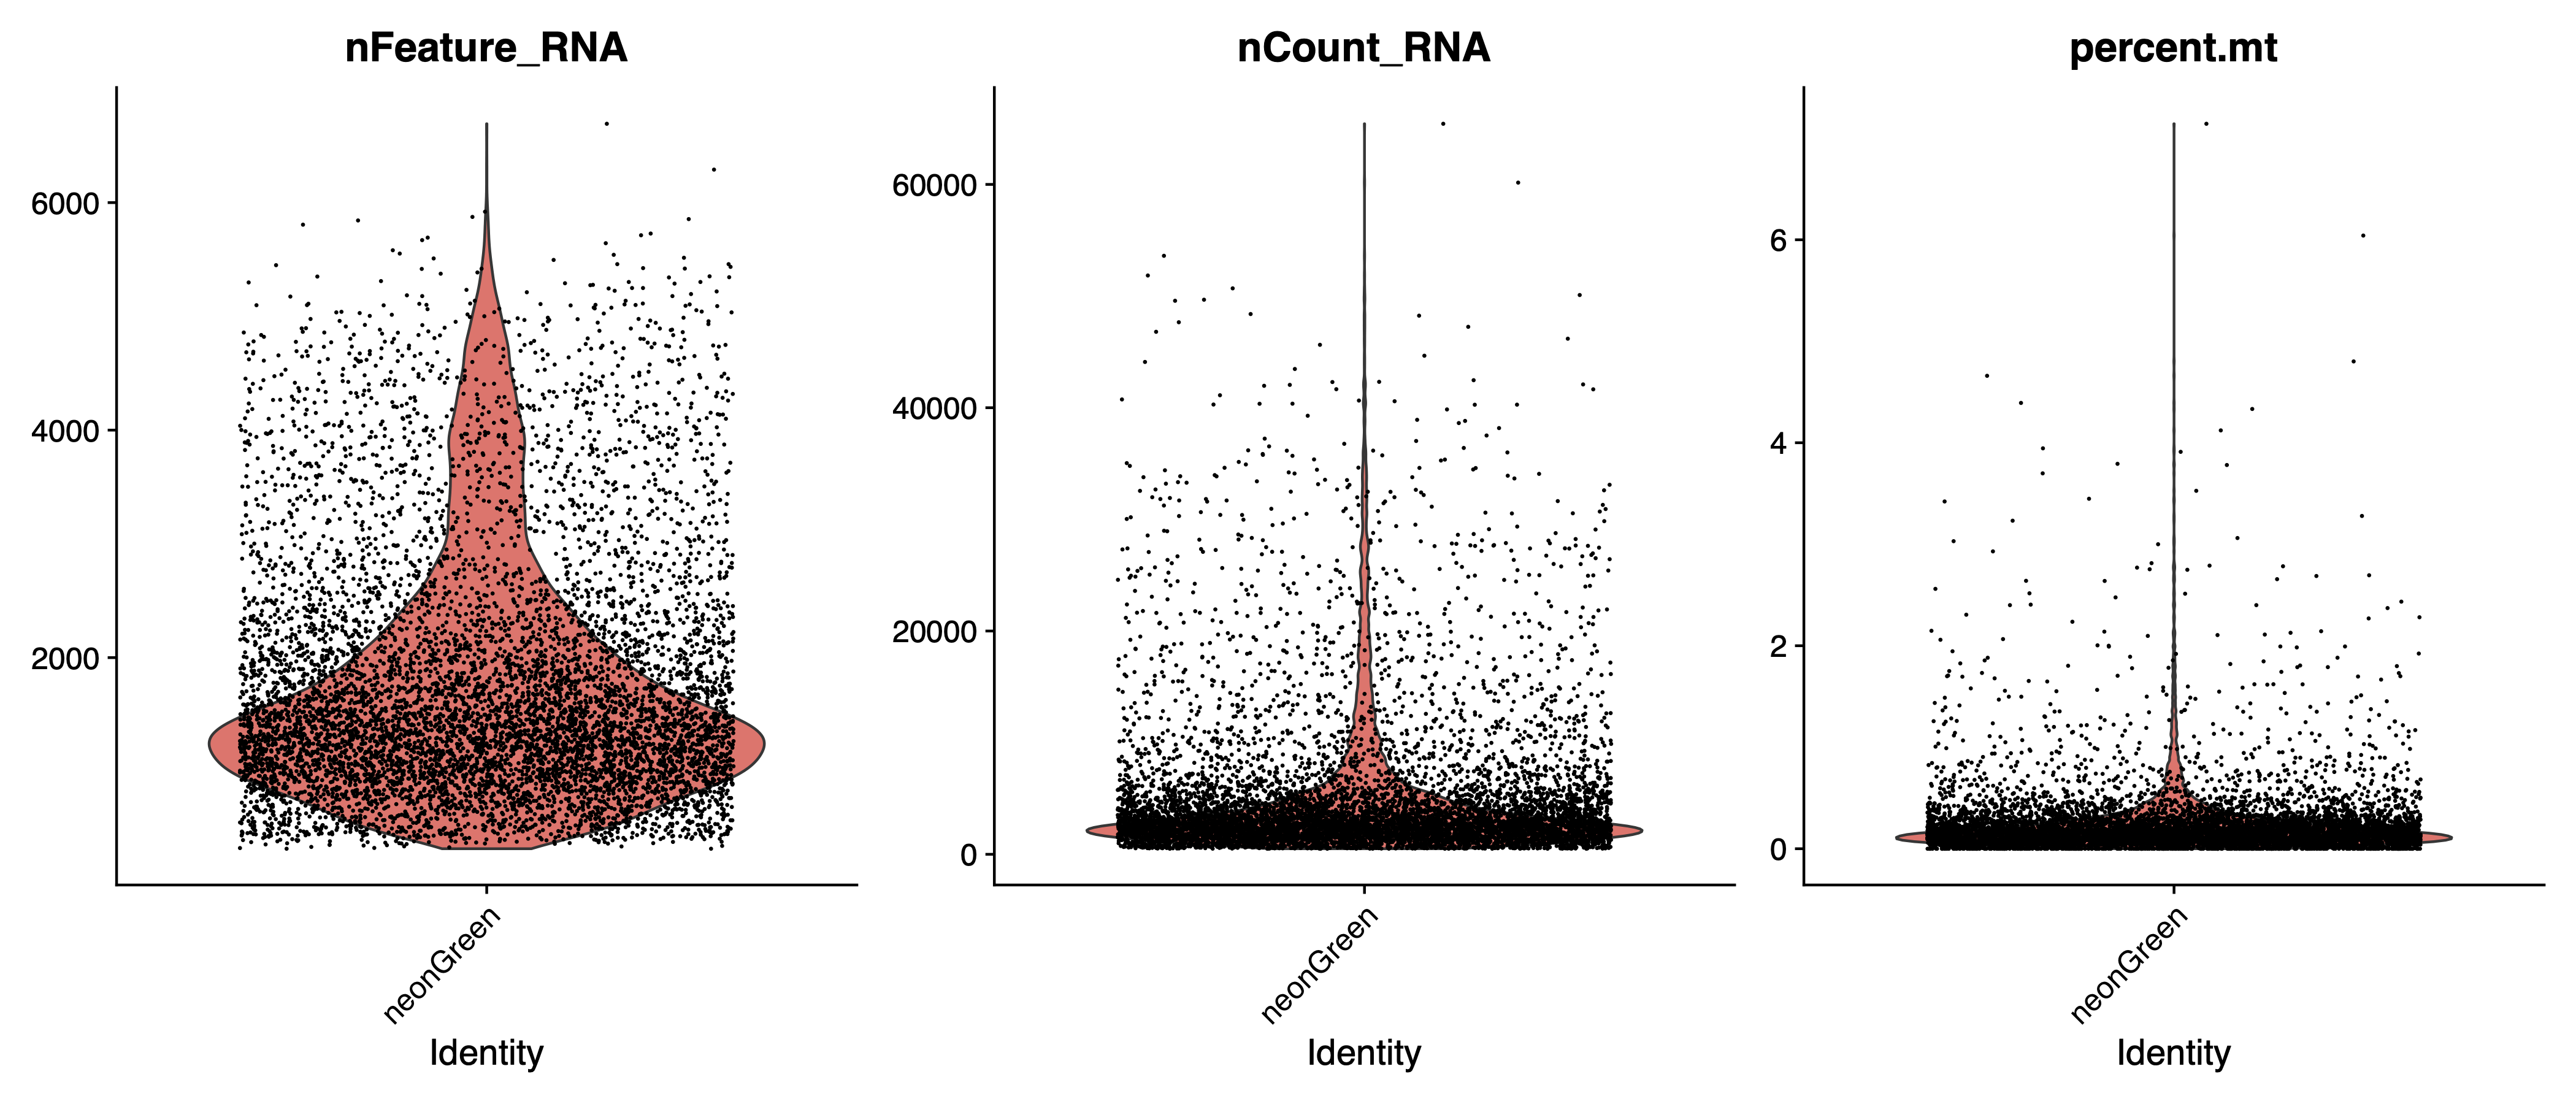 nFeature_RNA
6000
4000
2000
neonGreen
Identity
nCount_RNA
60000
40000
20000
0
neonGreen
Identity
percent.mt
6
4
2
0
neonGreen
Identity